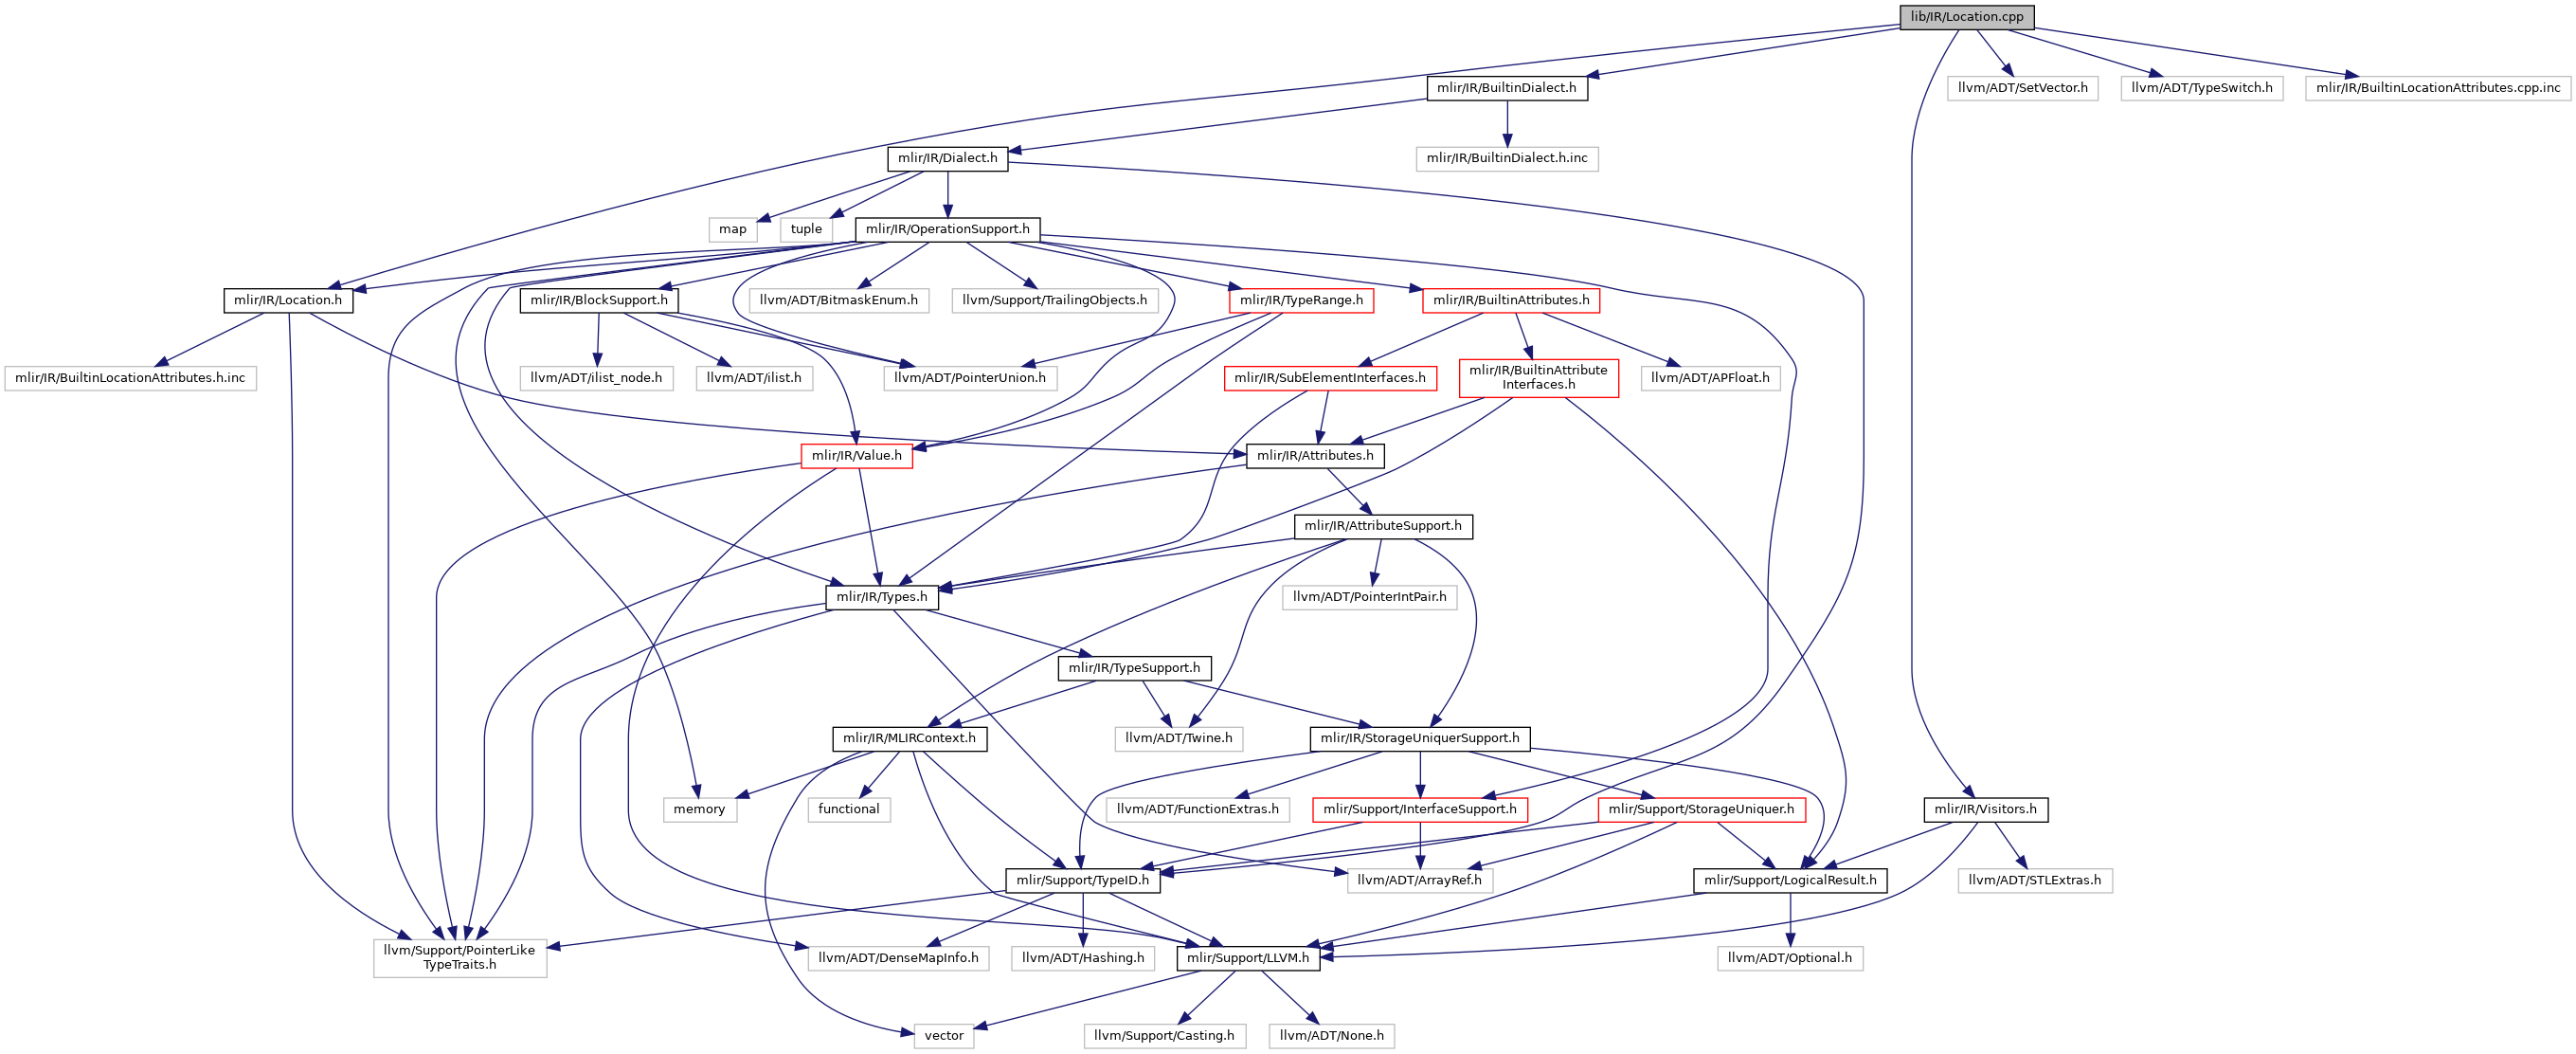 lib/IR/Location.cpp
mlir/IR/BuiltinDialect.h
llvm/ADT/SetVector.h
llvm/ADT/TypeSwitch.h
mlir/IR/BuiltinLocationAttributes.cpp.inc
mlir/IR/Dialect.h
mlir/IR/BuiltinDialect.h.inc
map
tuple
mlir/IR/OperationSupport.h
mlir/IR/Location.h
mlir/IR/BlockSupport.h
llvm/ADT/BitmaskEnum.h
llvm/Support/TrailingObjects.h
mlir/IR/TypeRange.h
mlir/IR/BuiltinAttributes.h
mlir/IR/BuiltinLocationAttributes.h.inc
llvm/ADT/ilist_node.h
llvm/ADT/ilist.h
llvm/ADT/PointerUnion.h
mlir/IR/SubElementInterfaces.h
mlir/IR/BuiltinAttribute
Interfaces.h
llvm/ADT/APFloat.h
mlir/IR/Value.h
mlir/IR/Attributes.h
mlir/IR/AttributeSupport.h
mlir/IR/Types.h
llvm/ADT/PointerIntPair.h
mlir/IR/TypeSupport.h
mlir/IR/MLIRContext.h
llvm/ADT/Twine.h
mlir/IR/StorageUniquerSupport.h
memory
functional
llvm/ADT/FunctionExtras.h
mlir/Support/InterfaceSupport.h
mlir/Support/StorageUniquer.h
mlir/IR/Visitors.h
mlir/Support/TypeID.h
llvm/ADT/ArrayRef.h
mlir/Support/LogicalResult.h
llvm/ADT/STLExtras.h
llvm/Support/PointerLike
TypeTraits.h
llvm/ADT/DenseMapInfo.h
llvm/ADT/Hashing.h
mlir/Support/LLVM.h
llvm/ADT/Optional.h
vector
llvm/Support/Casting.h
llvm/ADT/None.h